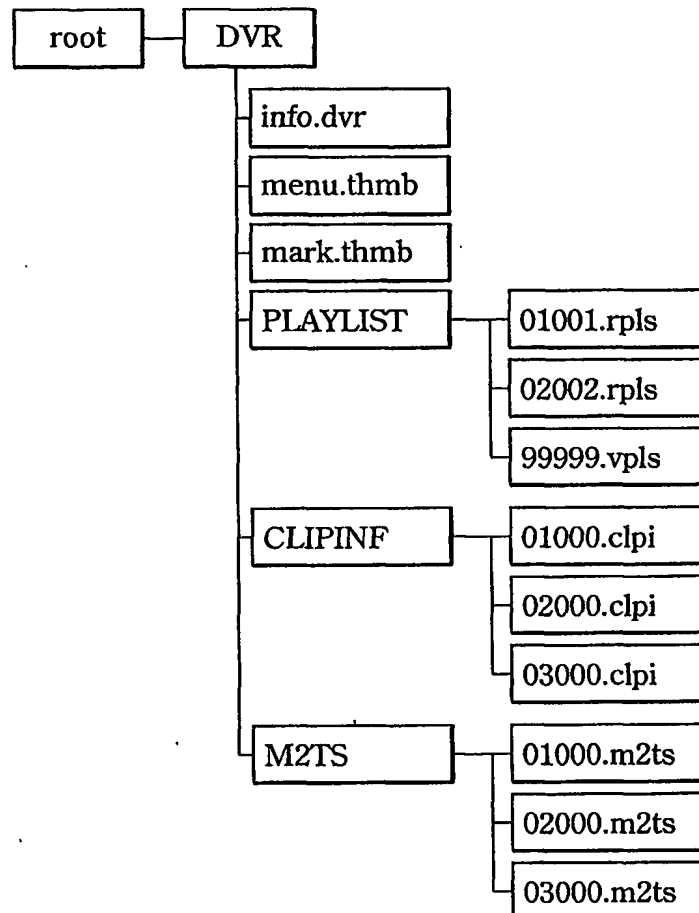 root
DVR
info.dvr
menu.thmb
mark.thmb
PLAYLIST
01001.rpls
02002.rpls
99999.vpls
CLIPINF
01000.clpi
02000.clpi
03000.clpi
M2TS
01000.m2ts
02000.m2ts
03000.m2ts